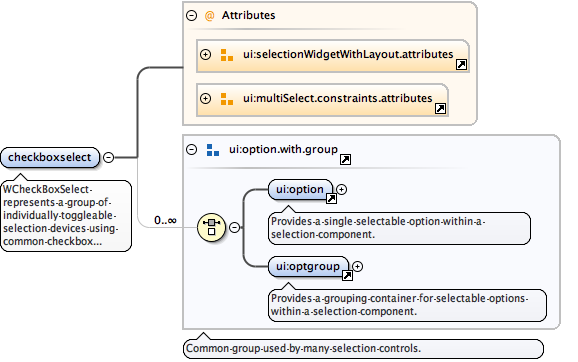 @ Attributes
ui:selectionWidgetWithLayout.attributes
ui:multiSelect.constraints.attributes
checkboxselect
WCheckBoxSelect-
represents-a-group-of-
individually-toggleable-
selection-devices-using-
common-checkbox...
0..∞
ui:option.with.group
ui:option
Provides-a-single-selectable-option-within-a-
selection-component.
ui:optgroup
Provides-a-grouping-container-for-selectable-options-
within-a-selection-component.
Common-group-used-by-many-selection-controls.